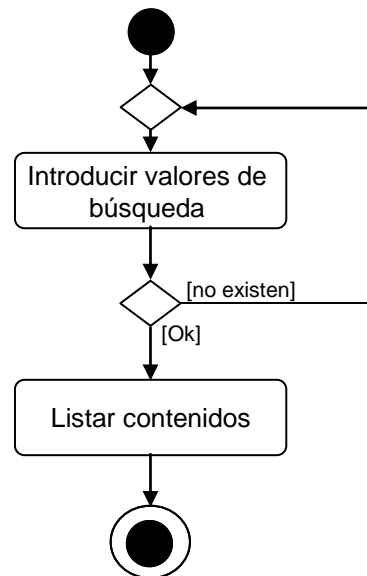 Introducir valores de
búsqueda
[no existen]
[Ok]
Listar contenidos